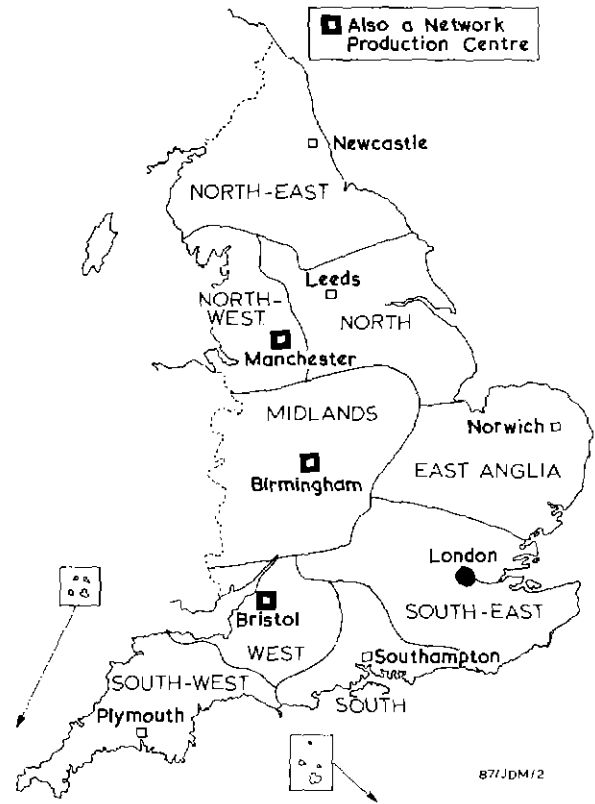 Also a Network
Production Centre
Newcastle
NORTH-EAST
Leeds
NORTH-
WEST
NORTH
Manchester
MIDLANDS
Norwich
Birmingham
EAST ANGLIA
London
Bristol
SOUTH-EAST
WEST
Southampton
SOUTH-WEST
SOUTH
Plymouth
87/JDM/2